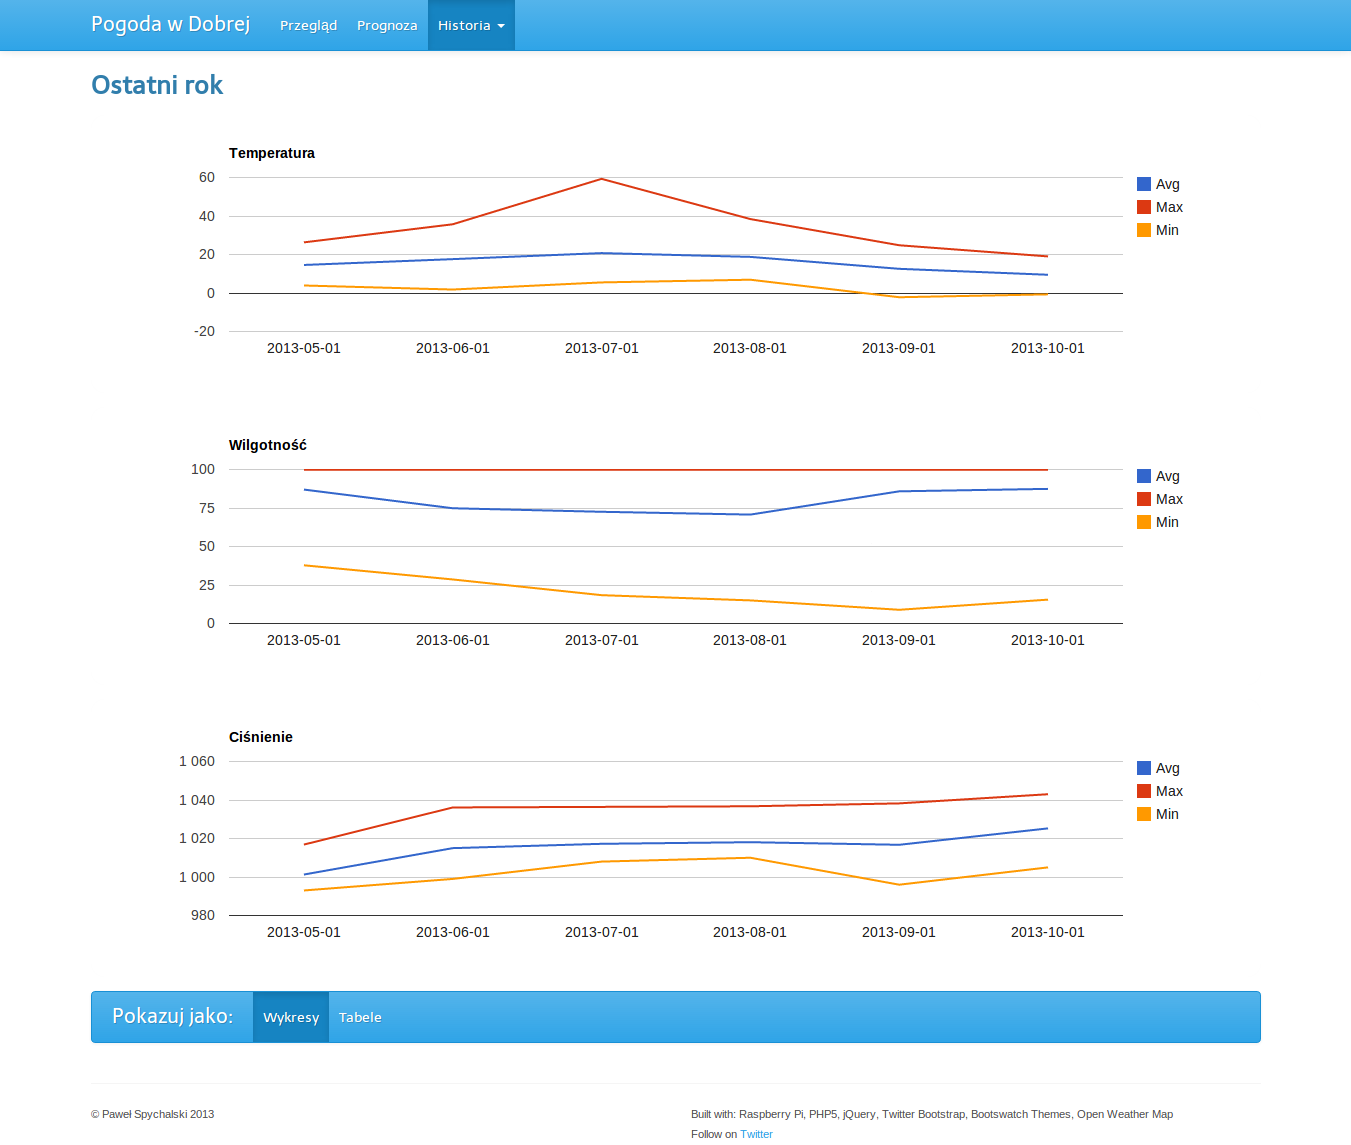 Pogoda w Dobrej Przegląd Prognoza Historia
Ostatni rok
Temperatura
60
40
20
0
-20
Avg
Max
Min
2013-05-01 2013-06-01 2013-07-01 2013-08-01 2013-09-01 2013-10-01
Wilgotność
100
75
50
25
0
Avg
Max
Min
2013-05-01 2013-06-01 2013-07-01 2013-08-01 2013-09-01 2013-10-01
Ciśnienie
1 060
1 040
1 020
1 000
980
Avg
Max
Min
2013-05-01 2013-06-01 2013-07-01 2013-08-01 2013-09-01 2013-10-01
Pokazuj jako: Wykresy Tabele
© Paweł Spychalski 2013
Built with: Raspberry Pi, PHP5, jQuery, Twitter Bootstrap, Bootswatch Themes, Open Weather Map
Follow on Twitter